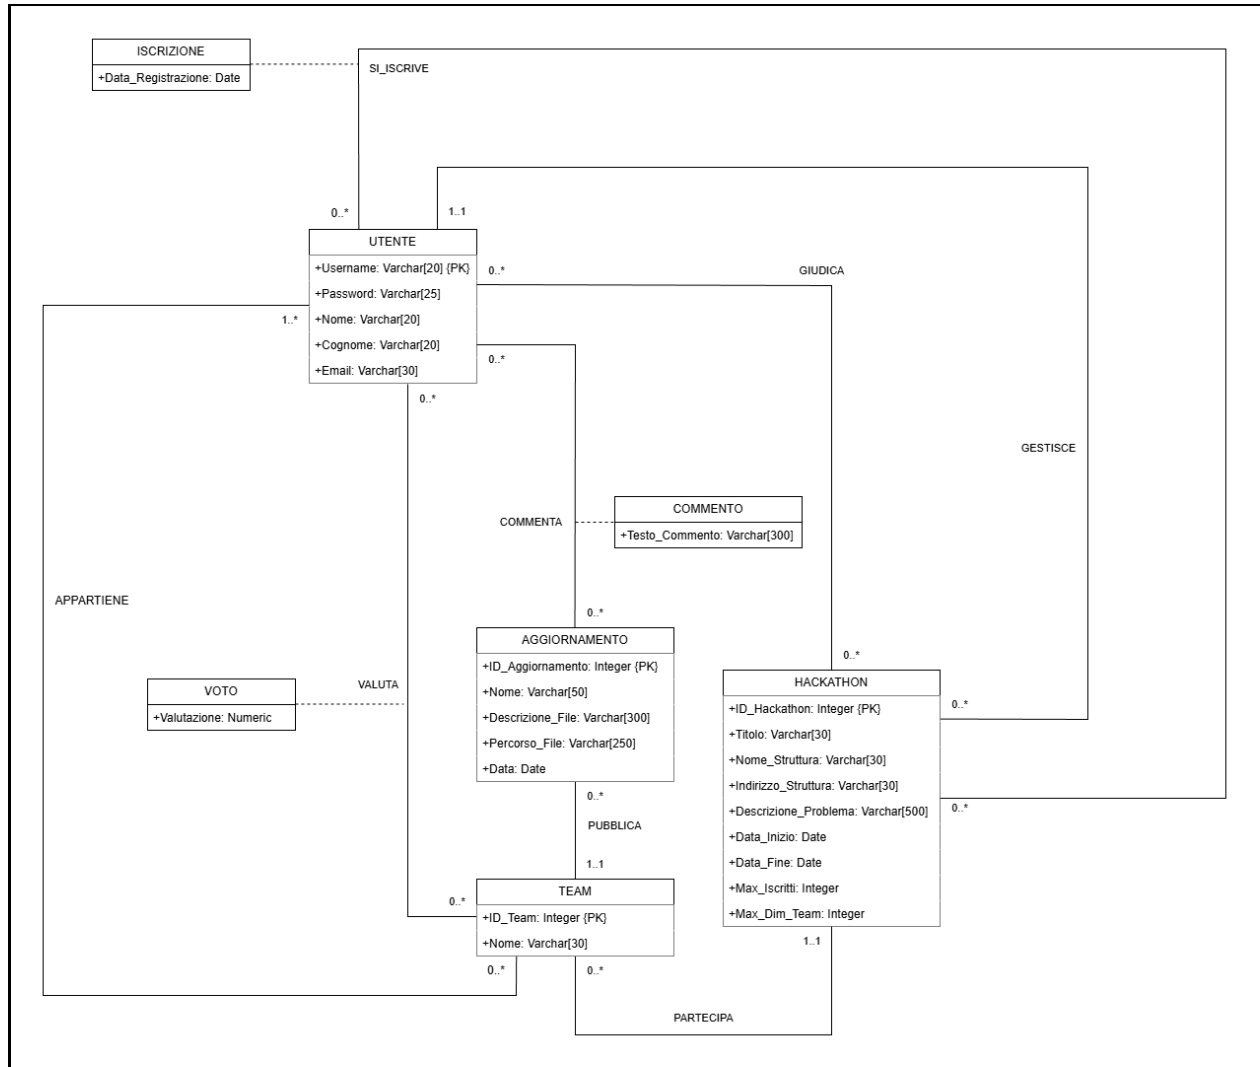 ISCRIZIONE
+Data_Registrazione: Date
SI_ISCRIVE
0..*
1..1
UTENTE
+Username: Varchar[20] {PK}
+Password: Varchar[25]
+Nome: Varchar[20]
+Cognome: Varchar[20]
+Email: Varchar[30]
0..*
GIUDICA
1..*
0..*
0..*
GESTISCE
COMMENTA
COMMENTO
+Testo_Commento: Varchar[300]
APPARTIENE
0..*
AGGIORNAMENTO
+ID_Aggiornamento: Integer {PK}
+Nome: Varchar[50]
+Descrizione_File: Varchar[300]
+Percorso_File: Varchar[250]
+Data: Date
VALUTA
VOTO
+Valutazione: Numeric
0..*
HACKATHON
+ID_Hackathon: Integer {PK}
+Titolo: Varchar[30]
+Nome_Struttura: Varchar[30]
+Indirizzo_Struttura: Varchar[30]
+Descrizione_Problema: Varchar[500]
+Data_Inizio: Date
+Data_Fine: Date
+Max_Iscritti: Integer
+Max_Dim_Team: Integer
0..*
0..*
0..*
PUBBLICA
1..1
TEAM
+ID_Team: Integer {PK}
+Nome: Varchar[30]
0..*
0..*
0..*
1..1
PARTECIPA